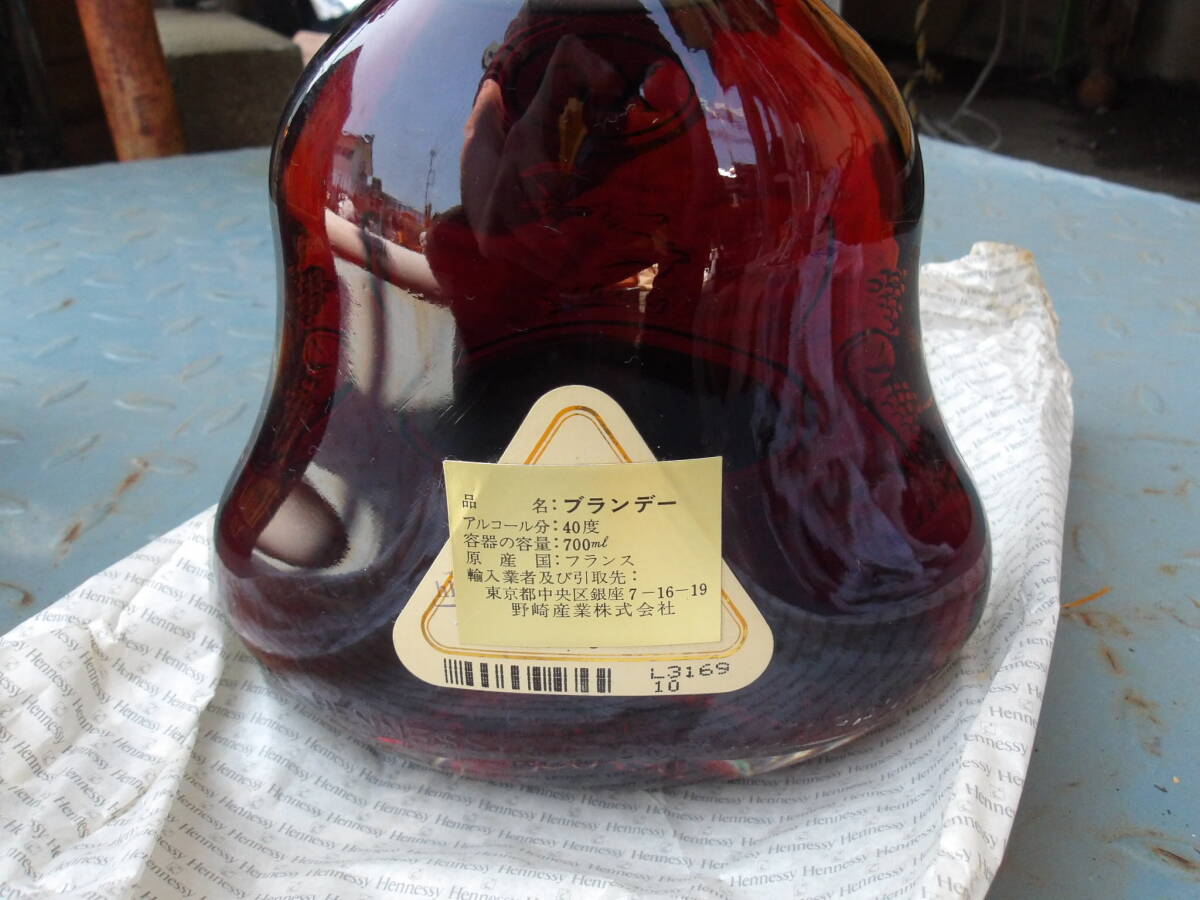 品 名:ブランデー
アルコール分:40度
容器の容量:700ml
原産国:フランス
輸入業者及び引取先:
東京都中央区銀座7-16-19
野崎産業株式会社
L3169
10
Hennessy Hennessy Hennessy Hennessy